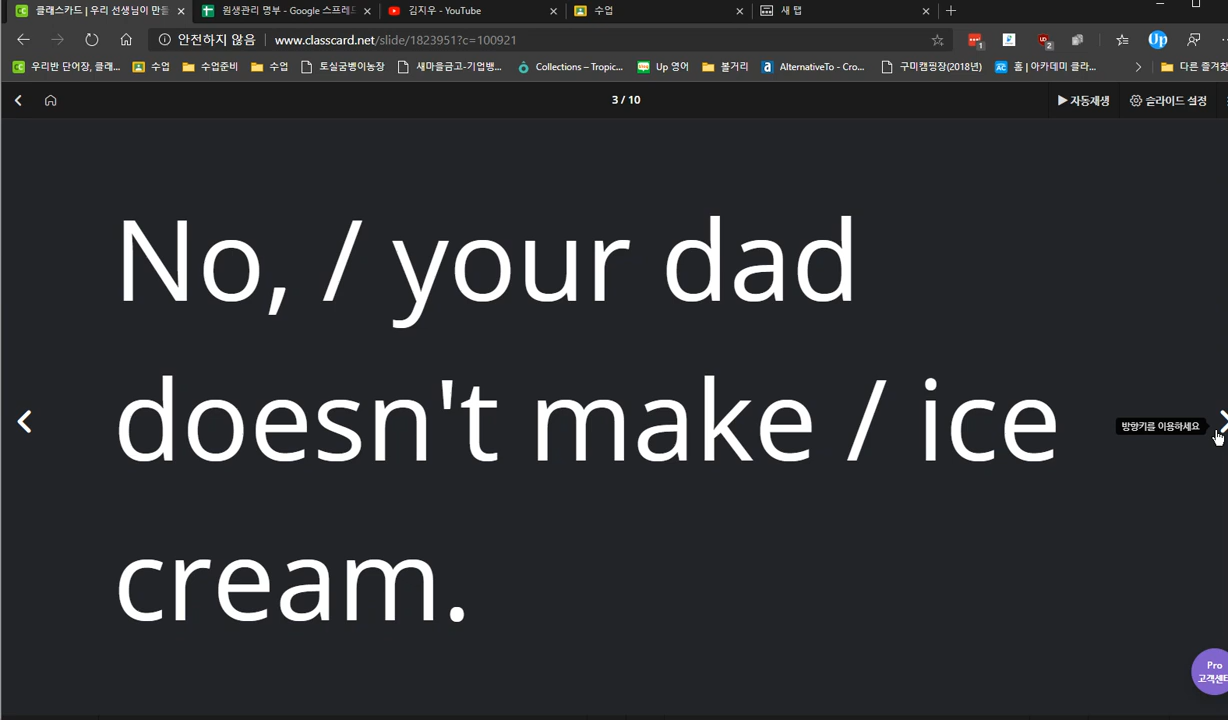 클래스카드 | 우리 선생님이 만든
원생관리 명부 - Google 스프레드
김지우 - YouTube
수업
새 탭
안전하지 않음 | www.classcard.net/slide/1823951?c=100921
우리반 단어장, 클래...
수업
수업준비
수업
토실굼벵이농장
새마을금고-기업뱅...
Collections – Tropic...
Up 영어
볼거리
AlternativeTo - Cro...
구미캠핑장(2018년)
홈 | 아카데미 클라...
다른 즐겨찾
3 / 10
자동재생
슬라이드 설정
No, / your dad
doesn't make / ice
cream.
방향키를 이용하세요
Pro
고객센터